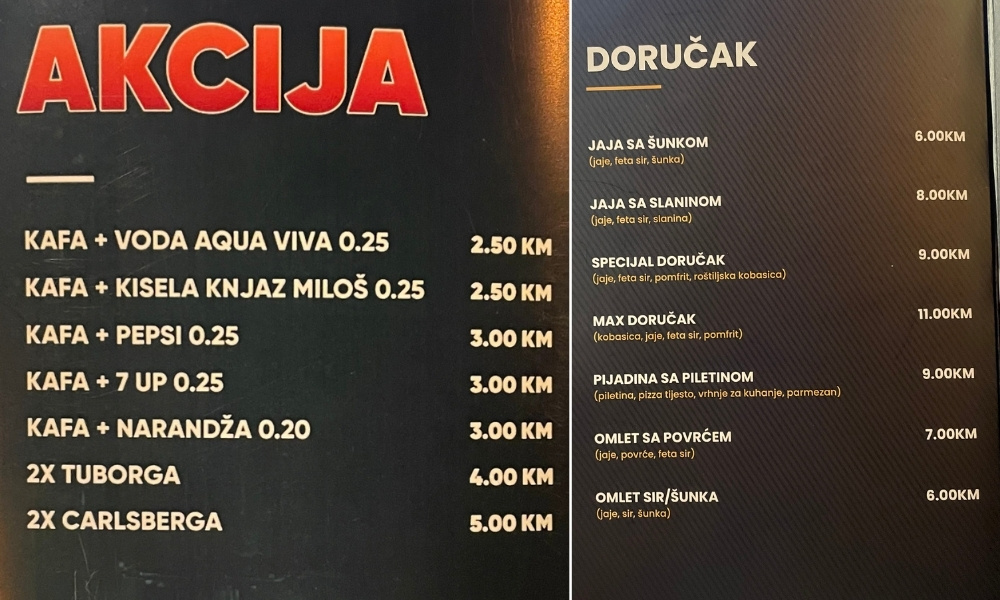 AKCIJA
KAFA + VODA AQUA VIVA 0.25 2.50 KM
KAFA + KISELA KNJAZ MILOŠ 0.25 2.50 KM
KAFA + PEPSI 0.25 3.00 KM
KAFA + 7 UP 0.25 3.00 KM
KAFA + NARANDŽA 0.20 3.00 KM
2X TUBORGA 4.00 KM
2X CARLSBERGA 5.00 KM
DORUČAK
JAJA SA ŠUNKOM 6.00KM
(jaje, feta sir, šunka)
JAJA SA SLANINOM 8.00KM
(jaje, feta sir, slanina)
SPECIJAL DORUČAK 9.00KM
(jaje, feta sir, pomfrit, roštiljska kobasica)
MAX DORUČAK 11.00KM
(kobasica, jaje, feta sir, pomfrit)
PIJADINA SA PILETINOM 9.00KM
(piletina, pizza tijesto, vrhnje za kuhanje, parmezan)
OMLET SA POVRĆEM 7.00KM
(jaje, povrće, feta sir)
OMLET SIR/ŠUNKA 6.00KM
(jaje, sir, šunka)